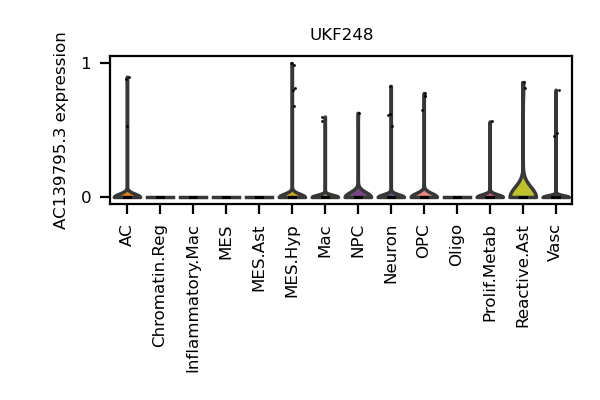 UKF248
AC139795.3 expression
1
0
AC
Chromatin.Reg
Inflammatory.Mac
MES
MES.Ast
MES.Hyp
Mac
NPC
Neuron
OPC
Oligo
Prolif.Metab
Reactive.Ast
Vasc